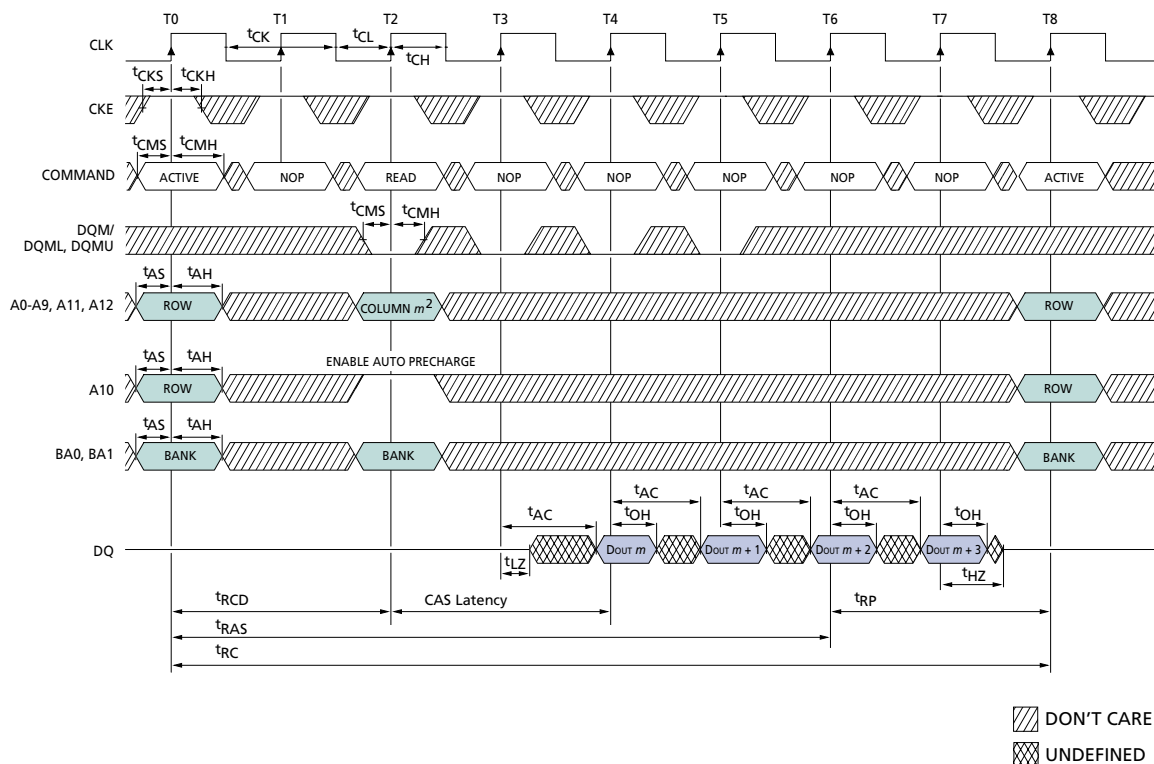 T0 T1 T2 T3 T4 T5 T6 T7 T8
CLK
tCK tCL
tCH
tCKS tCKH
CKE
tCMS tCMH
COMMAND ACTIVE NOP READ NOP NOP NOP NOP NOP ACTIVE
tCMS tCMH
DQM/
DQML, DQMU
tAS tAH
A0-A9, A11, A12 ROW COLUMN m2 ROW
ENABLE AUTO PRECHARGE
tAS tAH
A10 ROW ROW
tAS tAH
BA0, BA1 BANK BANK BANK
tAC tAC tAC tAC
tOH tOH tOH tOH
DQ DOUT m DOUT m + 1 DOUT m + 2 DOUT m + 3
tLZ tHZ
tRCD CAS Latency tRP
tRAS
tRC
DON'T CARE
UNDEFINED